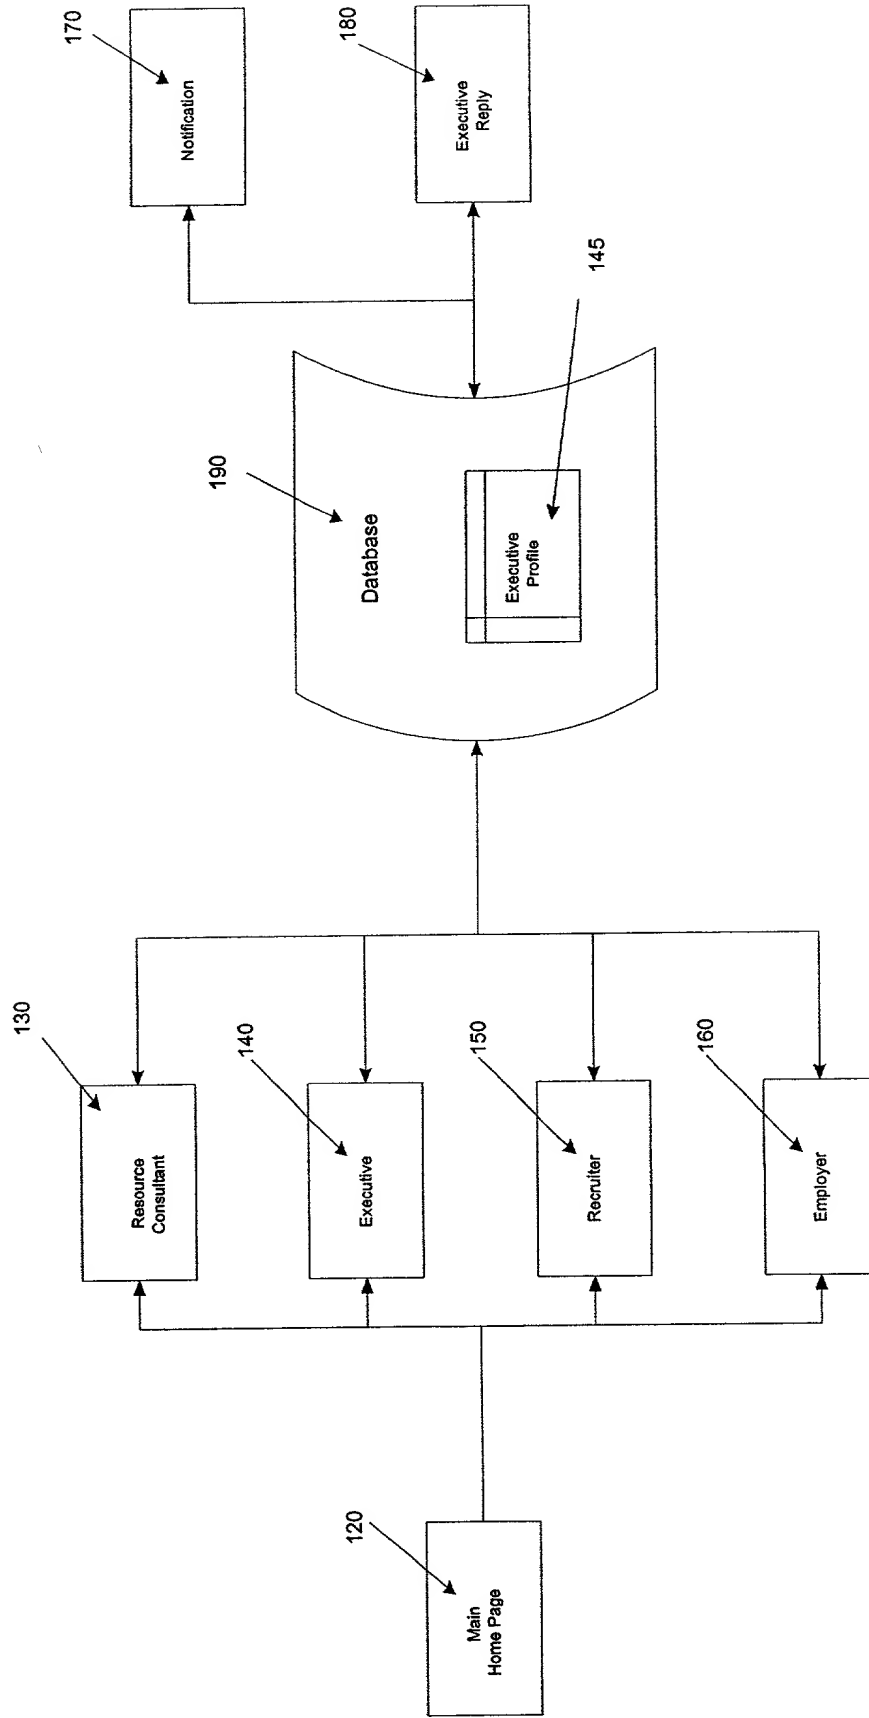 120
Main
Home Page
130
Resource
Consultant
140
Executive
150
Recruiter
160
Employer
190
Database
Executive
Profile
145
170
Notification
180
Executive
Reply